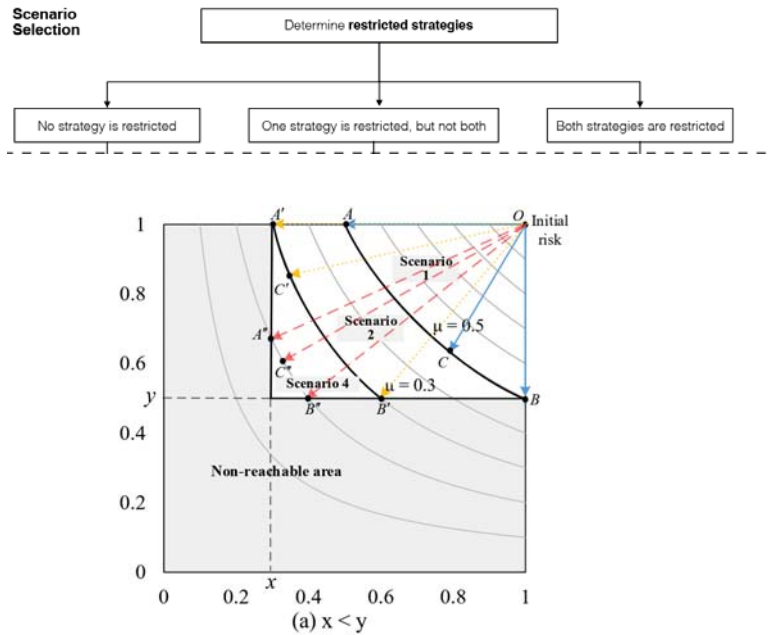 Scenario
Selection
Determine restricted strategies
No strategy is restricted
One strategy is restricted, but not both
Both strategies are restricted
A'
A
O
Initial
risk
1
0.8
0.6
y
0.4
0.2
0
Scenario
1
C'
Scenario
2
μ = 0.5
A"
C"
C
Scenario 4
μ = 0.3
B"
B'
B
Non-reachable area
x
0
0.2
0.4
0.6
0.8
1
(a) x < y